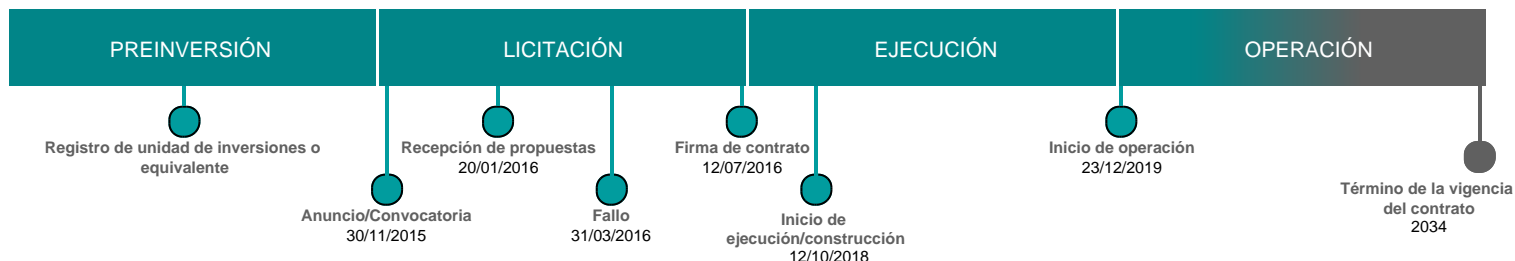 PREINVERSIÓN
LICITACIÓN
EJECUCIÓN
OPERACIÓN
Registro de unidad de inversiones o
equivalente
Anuncio/Convocatoria
30/11/2015
Recepción de propuestas
20/01/2016
Fallo
31/03/2016
Firma de contrato
12/07/2016
Inicio de
ejecución/construcción
12/10/2018
Inicio de operación
23/12/2019
Término de la vigencia
del contrato
2034